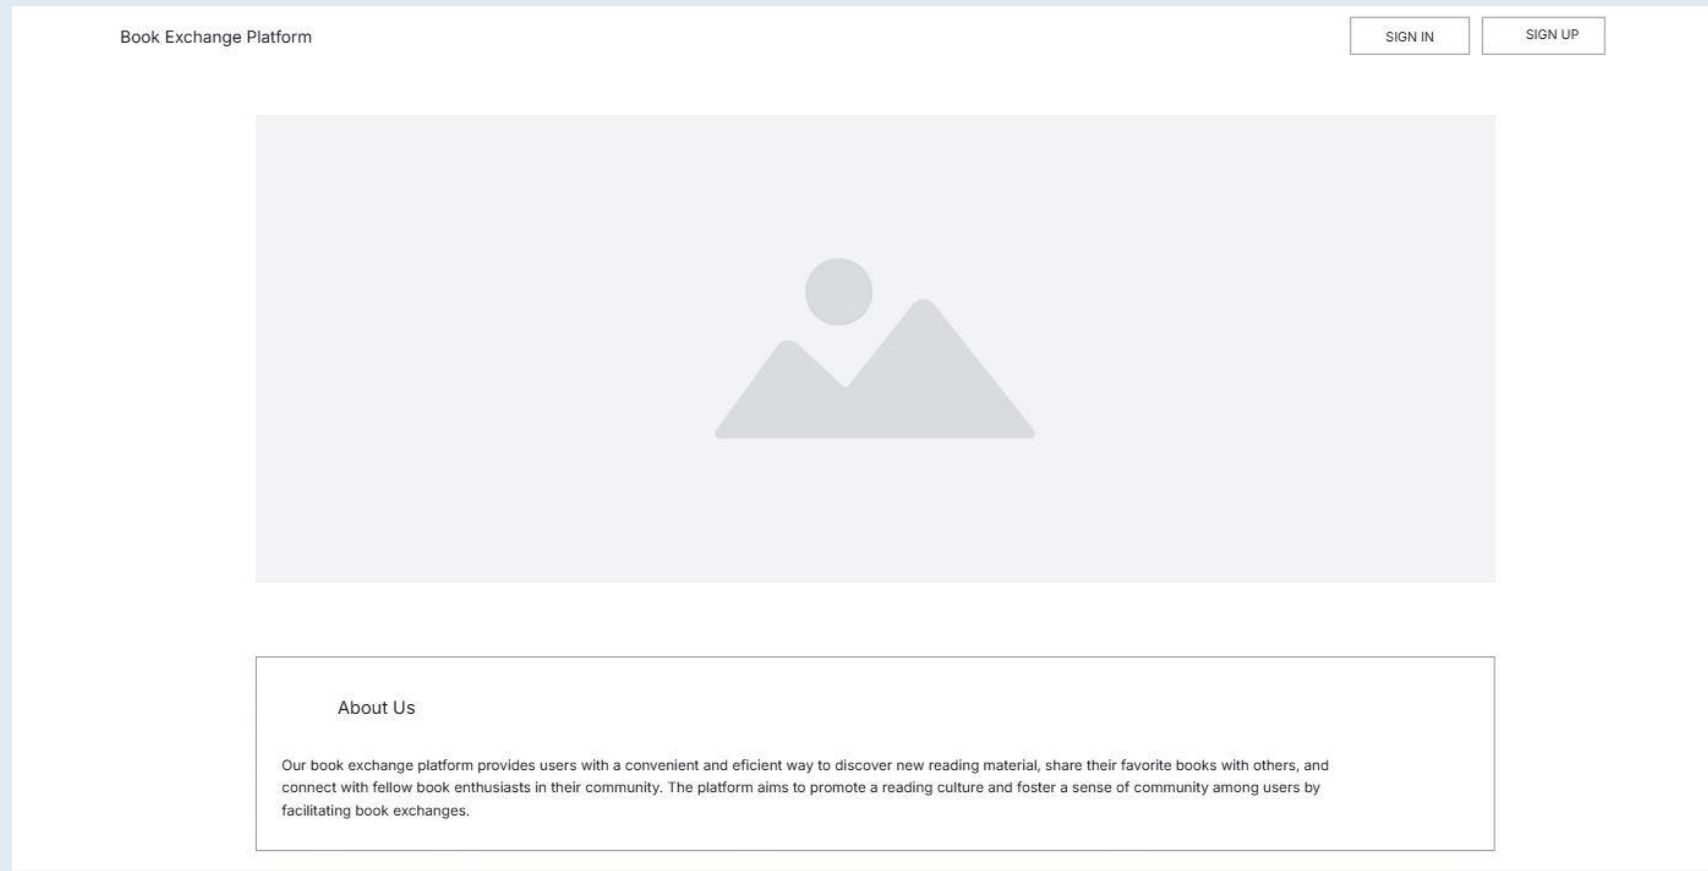 Book Exchange Platform
SIGN IN
SIGN UP
About Us
Our book exchange platform provides users with a convenient and eficient way to discover new reading material, share their favorite books with others, and
connect with fellow book enthusiasts in their community. The platform aims to promote a reading culture and foster a sense of community among users by
facilitating book exchanges.